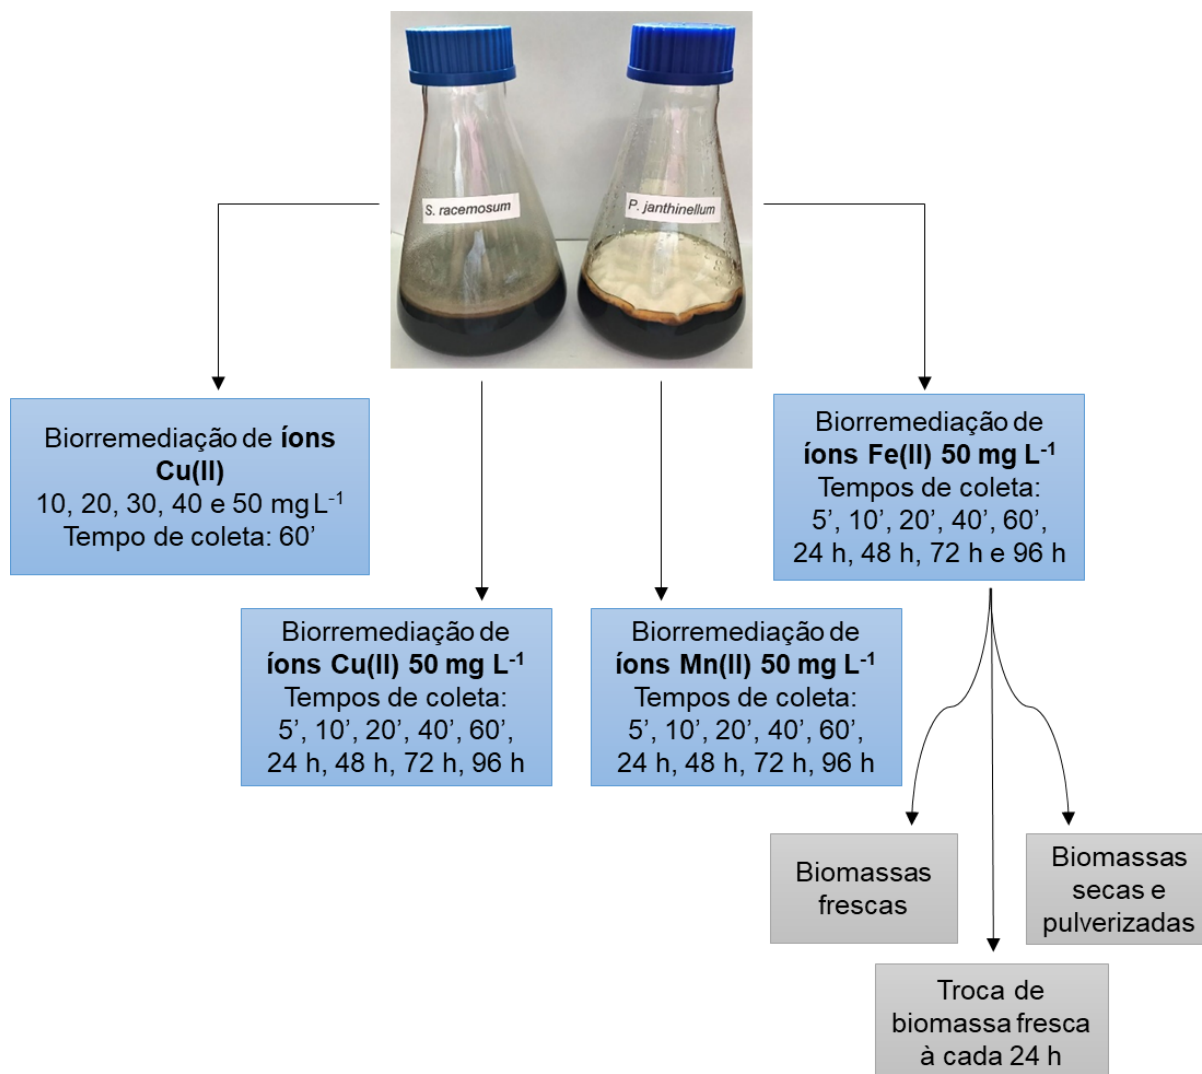 S. racemosum
P. janthinellum
Biorremediação de íons
Cu(II)
10, 20, 30, 40 e 50 mg L⁻¹
Tempo de coleta: 60’
Biorremediação de
íons Fe(II) 50 mg L⁻¹
Tempos de coleta:
5’, 10’, 20’, 40’, 60’,
24 h, 48 h, 72 h e 96 h
Biorremediação de
íons Cu(II) 50 mg L⁻¹
Tempos de coleta:
5’, 10’, 20’, 40’, 60’,
24 h, 48 h, 72 h, 96 h
Biorremediação de
íons Mn(II) 50 mg L⁻¹
Tempos de coleta:
5’, 10’, 20’, 40’, 60’,
24 h, 48 h, 72 h, 96 h
Biomassas
frescas
Biomassas
secas e
pulverizadas
Troca de
biomassa fresca
à cada 24 h